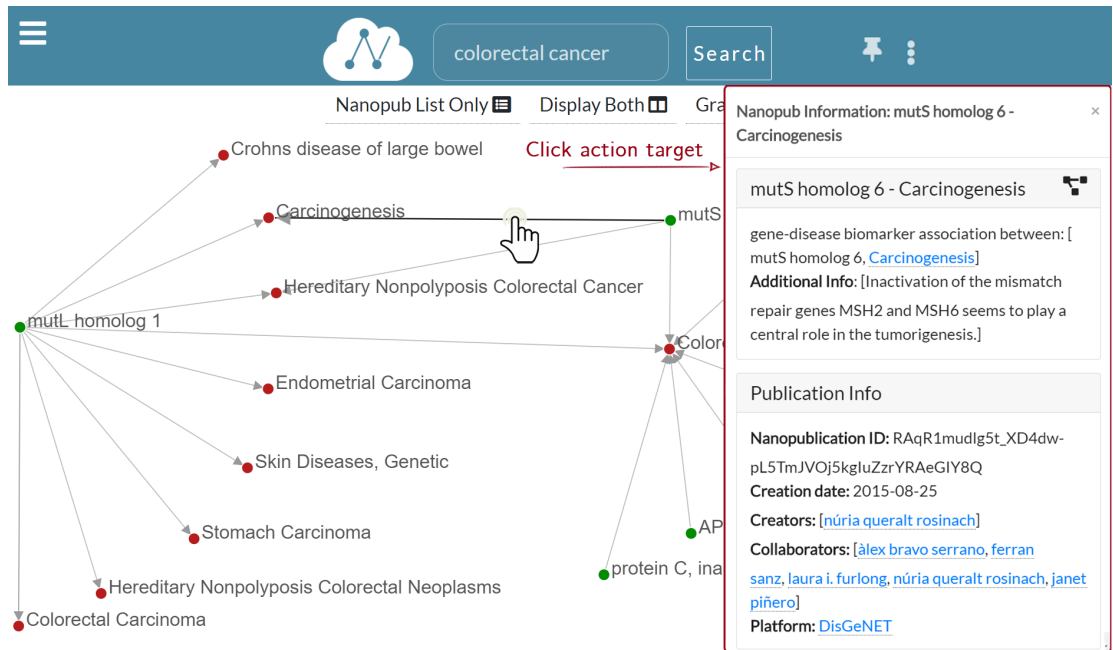 colorectal cancer
Search
Nanopub List Only
Display Both
Gra
Click action target
Crohns disease of large bowel
Carcinogenesis
mutS
Hereditary Nonpolyposis Colorectal Cancer
mutL homolog 1
Color
Endometrial Carcinoma
Skin Diseases, Genetic
Stomach Carcinoma
AP
protein C, ina
Hereditary Nonpolyposis Colorectal Neoplasms
Colorectal Carcinoma
Nanopub Information: mutS homolog 6 -
Carcinogenesis
×
mutS homolog 6 - Carcinogenesis
gene-disease biomarker association between: [
mutS homolog 6, Carcinogenesis]
Additional Info: [Inactivation of the mismatch
repair genes MSH2 and MSH6 seems to play a
central role in the tumorigenesis.]
Publication Info
Nanopublication ID: RAqR1mudlg5t_XD4dw-
pL5TmJVOj5kgIuZzrYRAeGIY8Q
Creation date: 2015-08-25
Creators: [núria queralt rosinach]
Collaborators: [àlex bravo serrano, ferran
sanz, laura i. furlong, núria queralt rosinach, janet
piñero]
Platform: DisGeNET